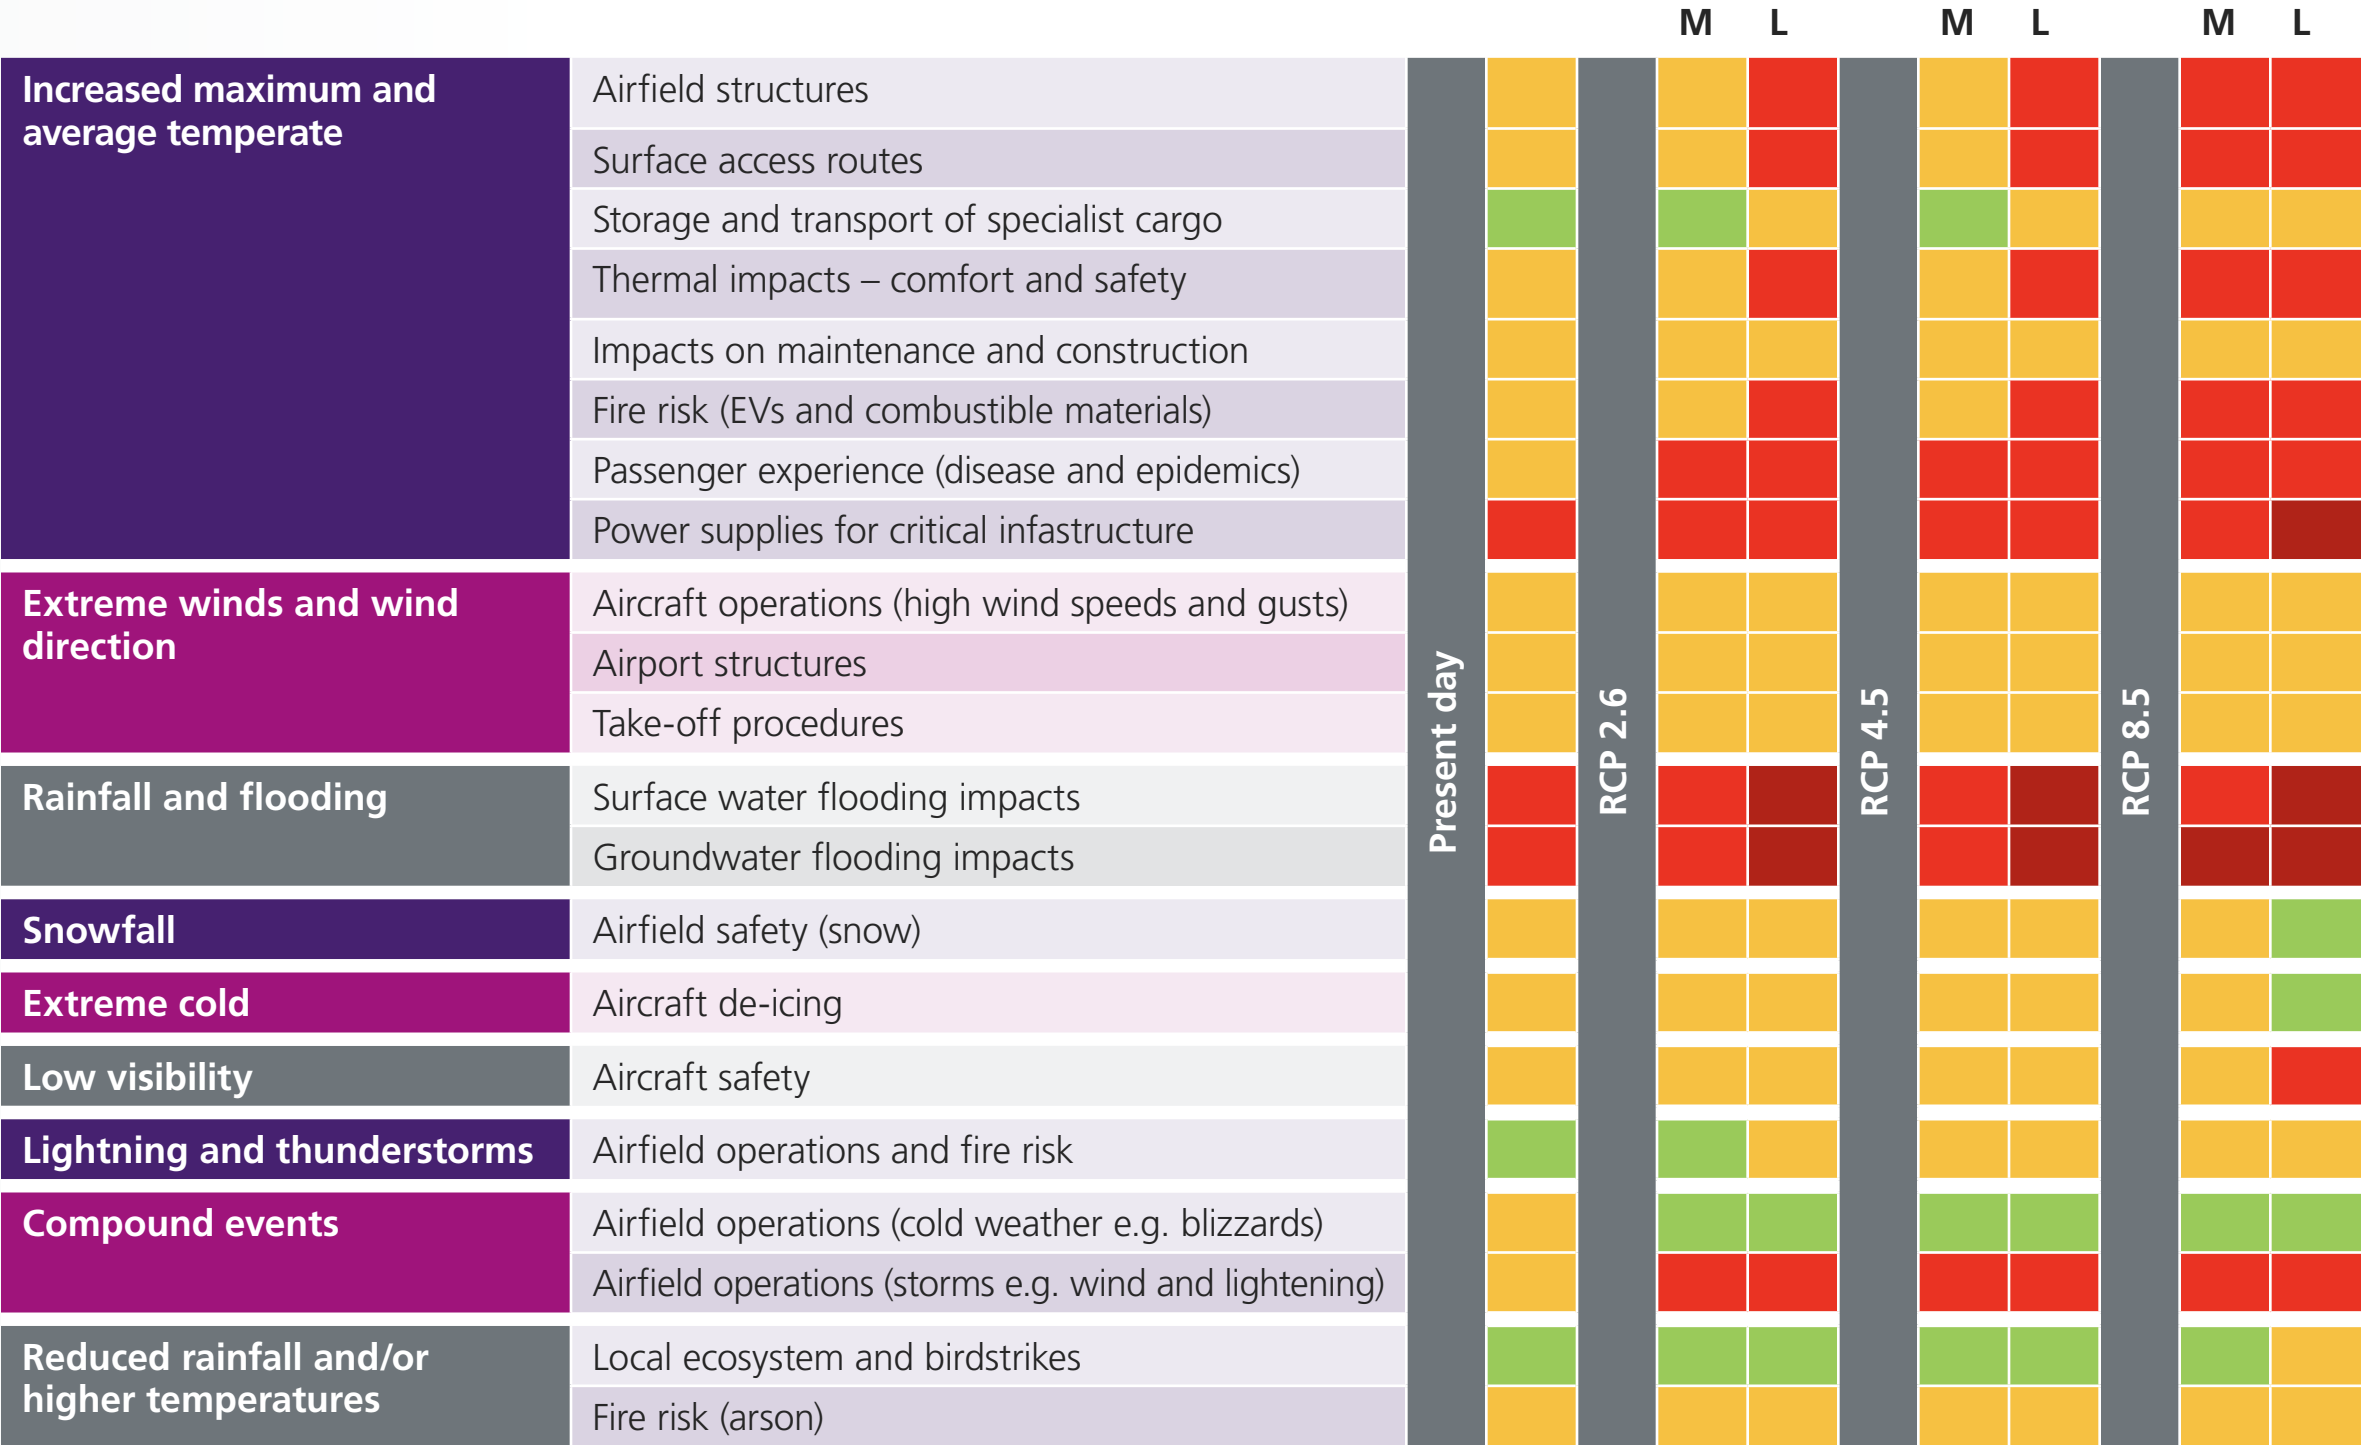 M L M L M L
Increased maximum and
average temperate
Airfield structures
Surface access routes
Storage and transport of specialist cargo
Thermal impacts – comfort and safety
Impacts on maintenance and construction
Fire risk (EVs and combustible materials)
Passenger experience (disease and epidemics)
Power supplies for critical infastructure
Extreme winds and wind
direction
Aircraft operations (high wind speeds and gusts)
Airport structures
Take-off procedures
Rainfall and flooding
Surface water flooding impacts
Groundwater flooding impacts
Snowfall
Airfield safety (snow)
Extreme cold
Aircraft de-icing
Low visibility
Aircraft safety
Lightning and thunderstorms
Airfield operations and fire risk
Compound events
Airfield operations (cold weather e.g. blizzards)
Airfield operations (storms e.g. wind and lightening)
Reduced rainfall and/or
higher temperatures
Local ecosystem and birdstrikes
Fire risk (arson)
Present day
RCP 2.6
RCP 4.5
RCP 8.5